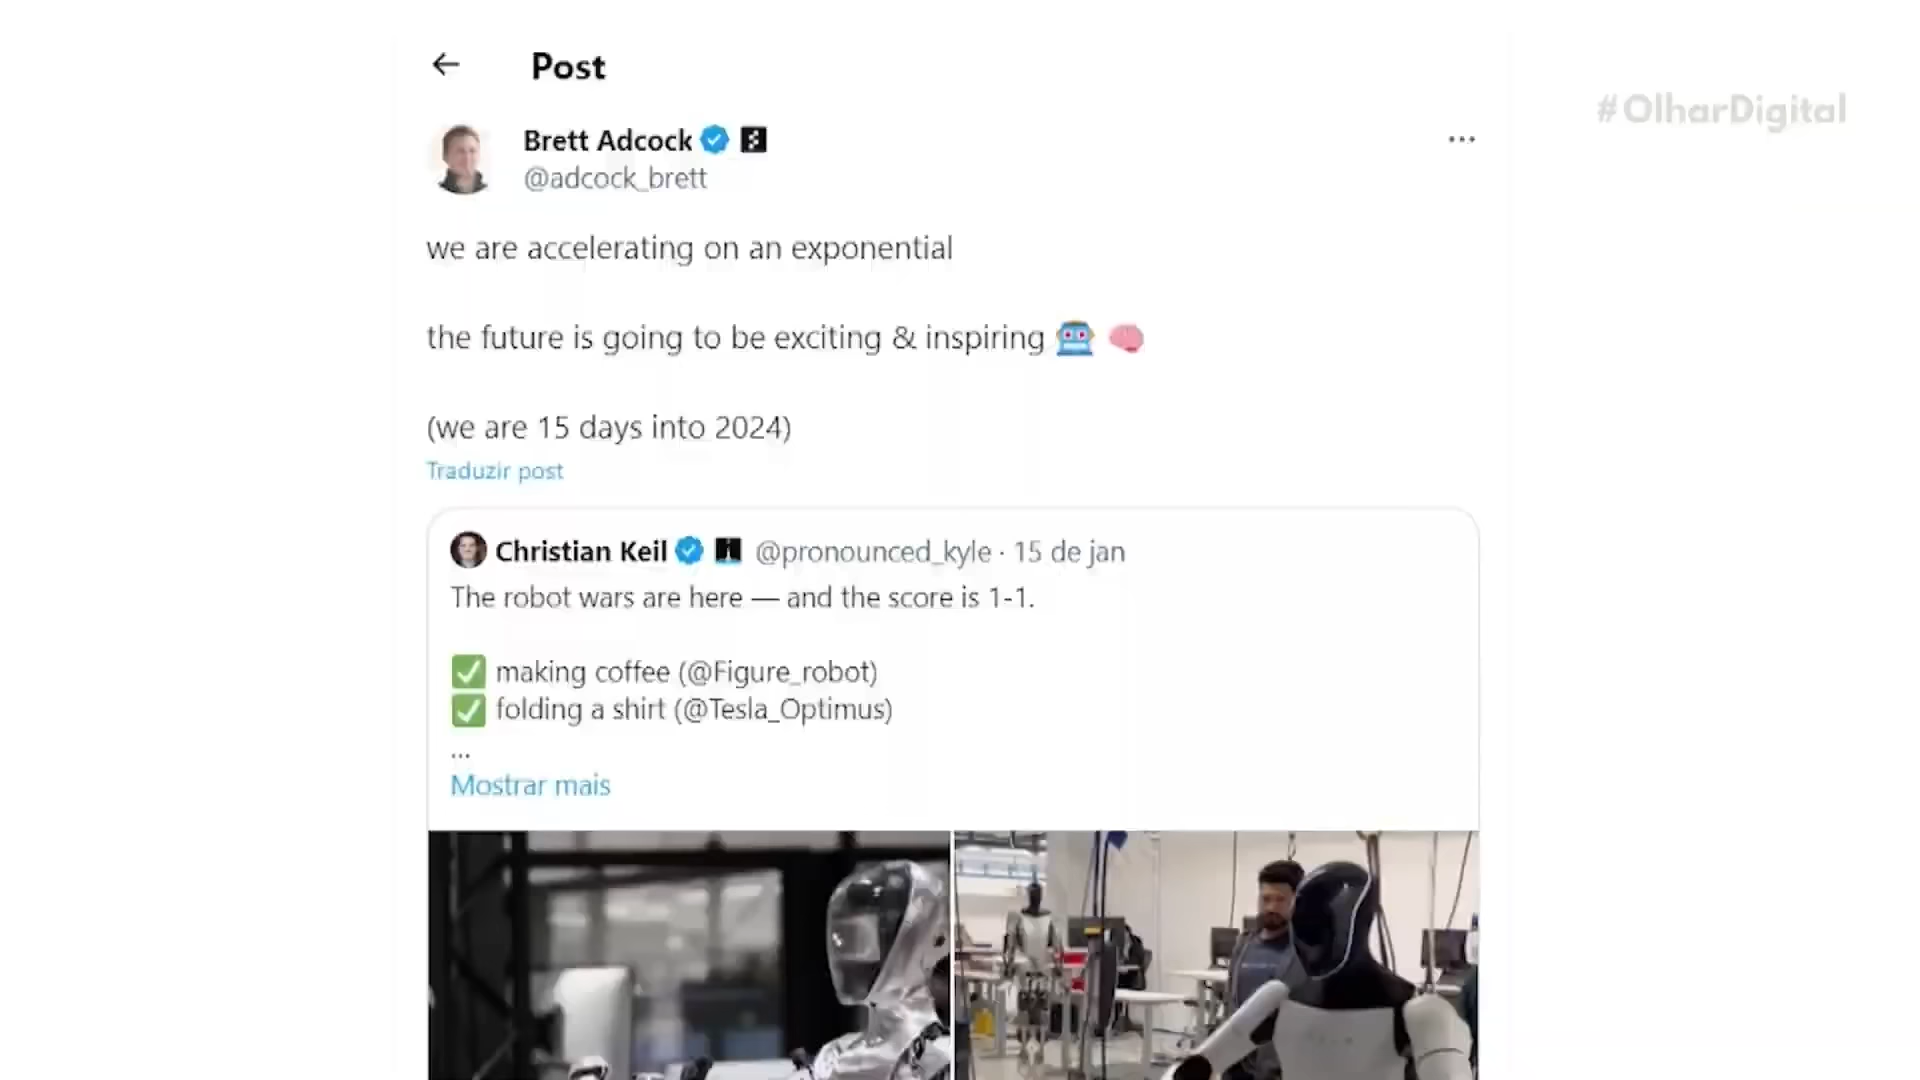 Post
#OlharDigital
Brett Adcock
@adcock_brett
we are accelerating on an exponential
the future is going to be exciting & inspiring 🤖 🧠
(we are 15 days into 2024)
Traduzir post
Christian Keil @pronounced_kyle · 15 de jan
The robot wars are here — and the score is 1-1.
✅ making coffee (@Figure_robot)
✅ folding a shirt (@Tesla_Optimus)
...
Mostrar mais